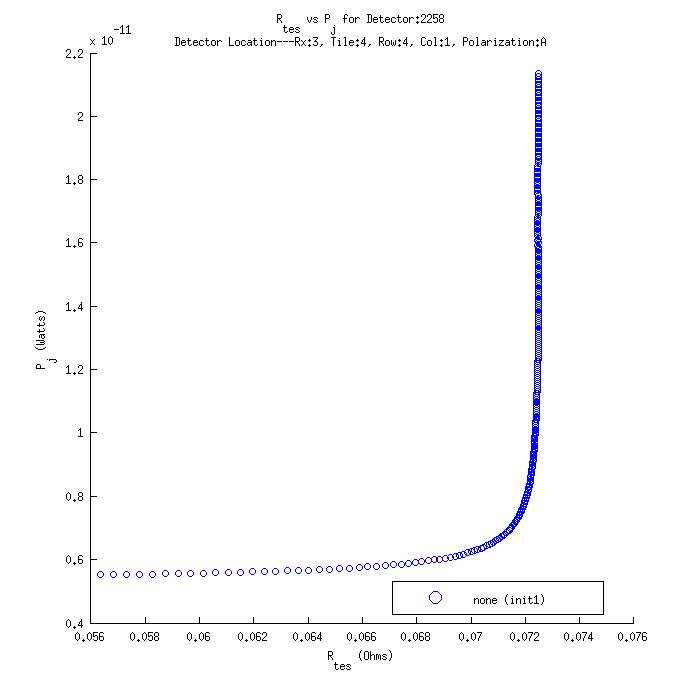 R_tes vs P_j for Detector:2258
Detector Location---Rx:3, Tile:4, Row:4, Col:1, Polarization:A
x 10^-11
2.2
2
1.8
1.6
1.4
1.2
1
0.8
0.6
0.4
P_j (Watts)
none (init1)
0.056 0.058 0.06 0.062 0.064 0.066 0.068 0.07 0.072 0.074 0.076
R_tes (Ohms)